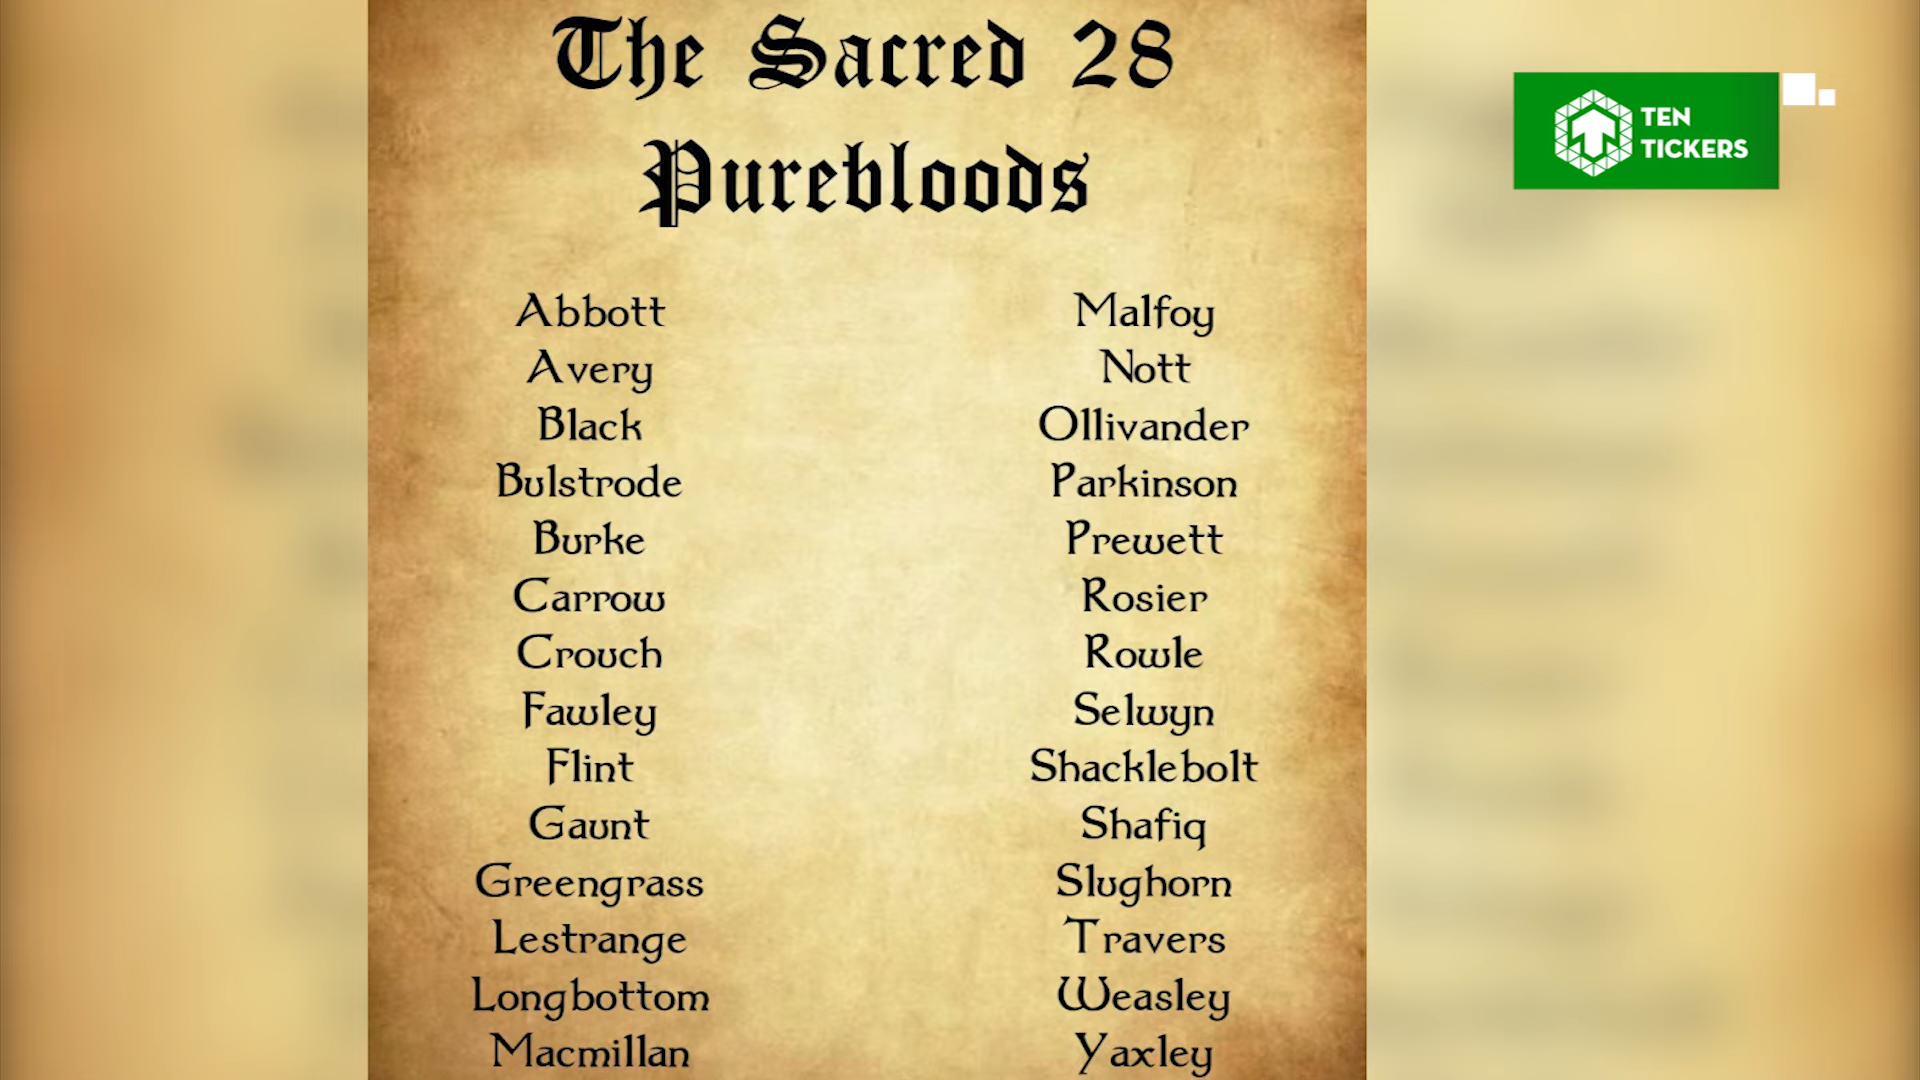 The Sacred 28
Purebloods
TEN
TICKERS
Abbott
Avery
Black
Bulstrode
Burke
Carrow
Crouch
Fawley
Flint
Gaunt
Greengrass
Lestrange
Longbottom
Macmillan
Malfoy
Nott
Ollivander
Parkinson
Prewett
Rosier
Rowle
Selwyn
Shacklebolt
Shafiq
Slughorn
Travers
Weasley
Yaxley